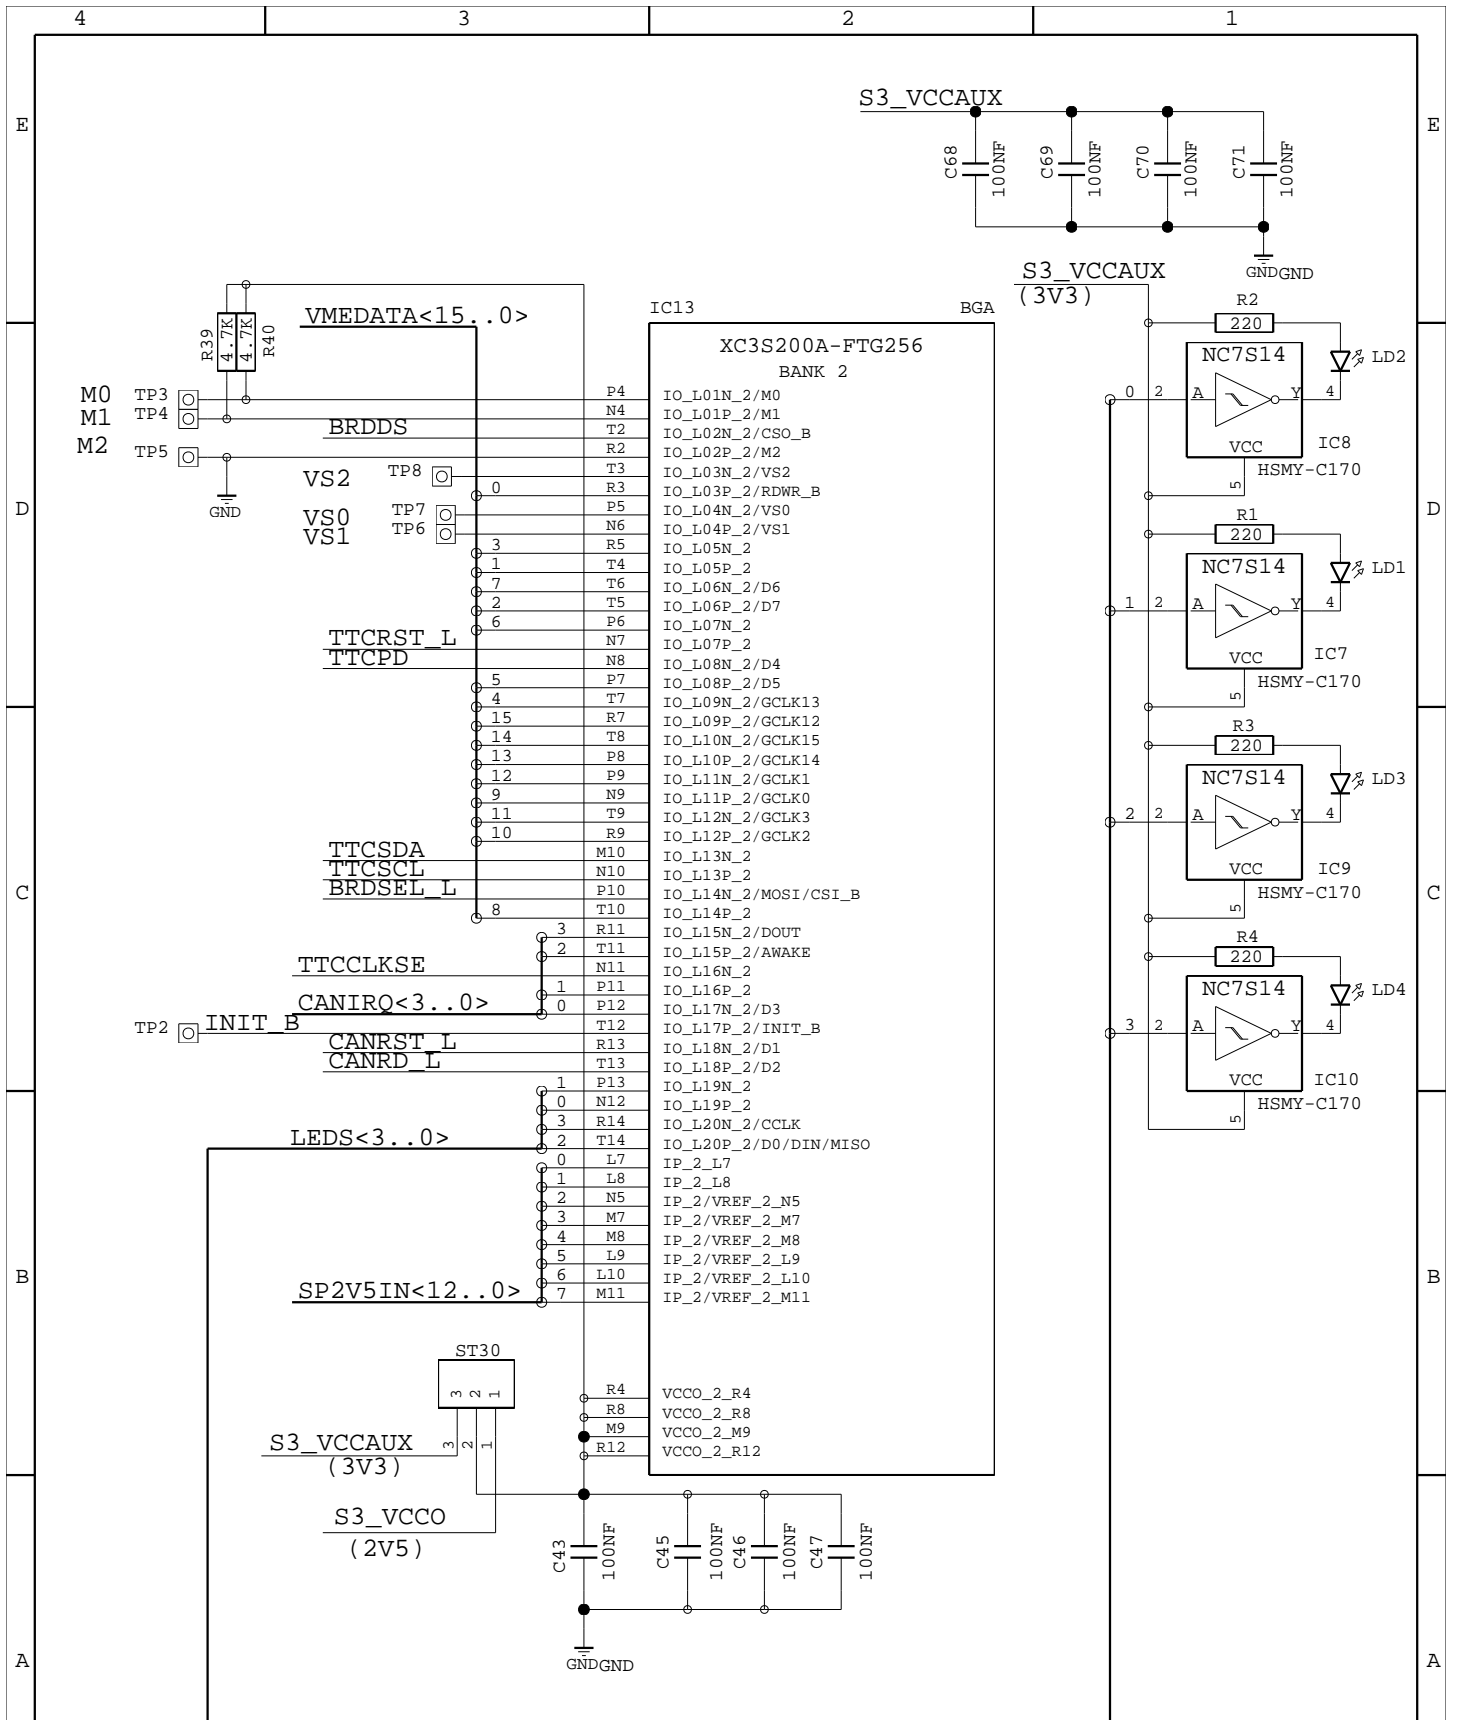 4 3 2 1
S3_VCCAUX
E E
C68 100NF C69 100NF C70 100NF C71 100NF
GND GND
S3_VCCAUX
(3V3)
VMEDATA<15..0>
R39 4.7K 4.7K R40
IC13 BGA
XC3S200A-FTG256
BANK 2
M0 TP3 P4 IO_L01N_2/M0
M1 TP4 N4 IO_L01P_2/M1
BRDDS T2 IO_L02N_2/CSO_B
M2 TP5 R2 IO_L02P_2/M2
VS2 TP8 T3 IO_L03N_2/VS2
0 R3 IO_L03P_2/RDWR_B
GND
D D
VS0 TP7 P5 IO_L04N_2/VS0
VS1 TP6 N6 IO_L04P_2/VS1
3 R5 IO_L05N_2
1 T4 IO_L05P_2
7 T6 IO_L06N_2/D6
2 T5 IO_L06P_2/D7
6 P6 IO_L07N_2
TTCRST_L N7 IO_L07P_2
TTCPD N8 IO_L08N_2/D4
5 P7 IO_L08P_2/D5
4 T7 IO_L09N_2/GCLK13
15 R7 IO_L09P_2/GCLK12
14 T8 IO_L10N_2/GCLK15
13 P8 IO_L10P_2/GCLK14
12 P9 IO_L11N_2/GCLK1
9 N9 IO_L11P_2/GCLK0
11 T9 IO_L12N_2/GCLK3
10 R9 IO_L12P_2/GCLK2
TTCSDA M10 IO_L13N_2
TTCSCL N10 IO_L13P_2
BRDSEL_L P10 IO_L14N_2/MOSI/CSI_B
C C
8 T10 IO_L14P_2
3 R11 IO_L15N_2/DOUT
2 T11 IO_L15P_2/AWAKE
TTCCLKSE N11 IO_L16N_2
1 P11 IO_L16P_2
CANIRQ<3..0> 0 P12 IO_L17N_2/D3
TP2 INIT_B T12 IO_L17P_2/INIT_B
CANRST_L R13 IO_L18N_2/D1
CANRD_L T13 IO_L18P_2/D2
1 P13 IO_L19N_2
0 N12 IO_L19P_2
3 R14 IO_L20N_2/CCLK
LEDS<3..0> 2 T14 IO_L20P_2/D0/DIN/MISO
0 L7 IP_2_L7
1 L8 IP_2_L8
2 N5 IP_2/VREF_2_N5
3 M7 IP_2/VREF_2_M7
4 M8 IP_2/VREF_2_M8
5 L9 IP_2/VREF_2_L9
B B
6 L10 IP_2/VREF_2_L10
SP2V5IN<12..0> 7 M11 IP_2/VREF_2_M11
ST30
3 2 1
R4 VCCO_2_R4
R8 VCCO_2_R8
M9 VCCO_2_M9
R12 VCCO_2_R12
S3_VCCAUX 3 2 1
(3V3)
S3_VCCO
(2V5)
C43 100NF C45 100NF C46 100NF C47 100NF
GND GND
A A
R2
220
NC7S14 LD2
0 2 A Y 4
VCC IC8
5 HSMY-C170
R1
220
NC7S14 LD1
1 2 A Y 4
VCC IC7
5 HSMY-C170
R3
220
NC7S14 LD3
2 2 A Y 4
VCC IC9
5 HSMY-C170
R4
220
NC7S14 LD4
3 2 A Y 4
VCC IC10
5 HSMY-C170